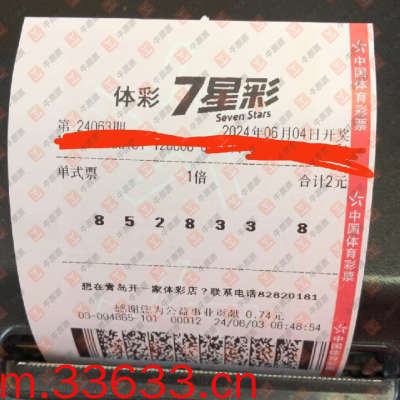 体彩 7星彩
Seven Stars
第 24063期 2024年06月04日开奖
单式票 1倍 合计2元
8 5 2 8 3 3 8
想在青岛开一家体彩店？联系电话82820181
感谢您为公益事业贡献 0.74元
03-094865-101 00012 24/06/03 08:48:54
中国体育彩票
中国体育彩票
中国体育彩票
m.33633.cn